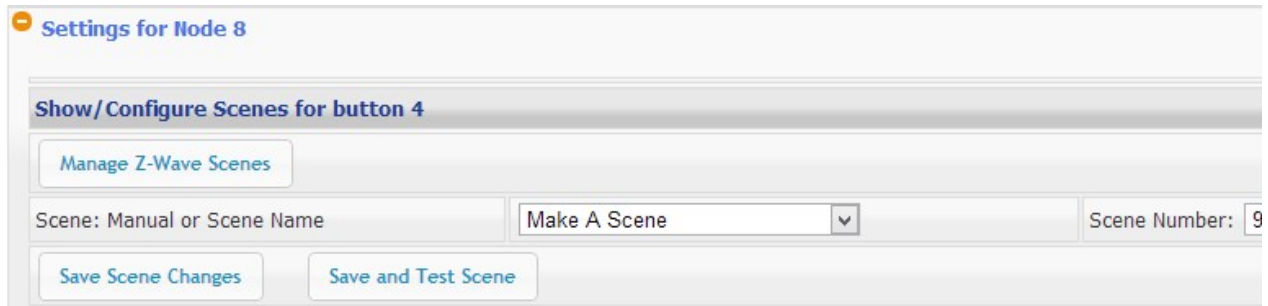 Settings for Node 8
Show/Configure Scenes for button 4
Manage Z-Wave Scenes
Scene: Manual or Scene Name Make A Scene Scene Number: 9
Save Scene Changes Save and Test Scene